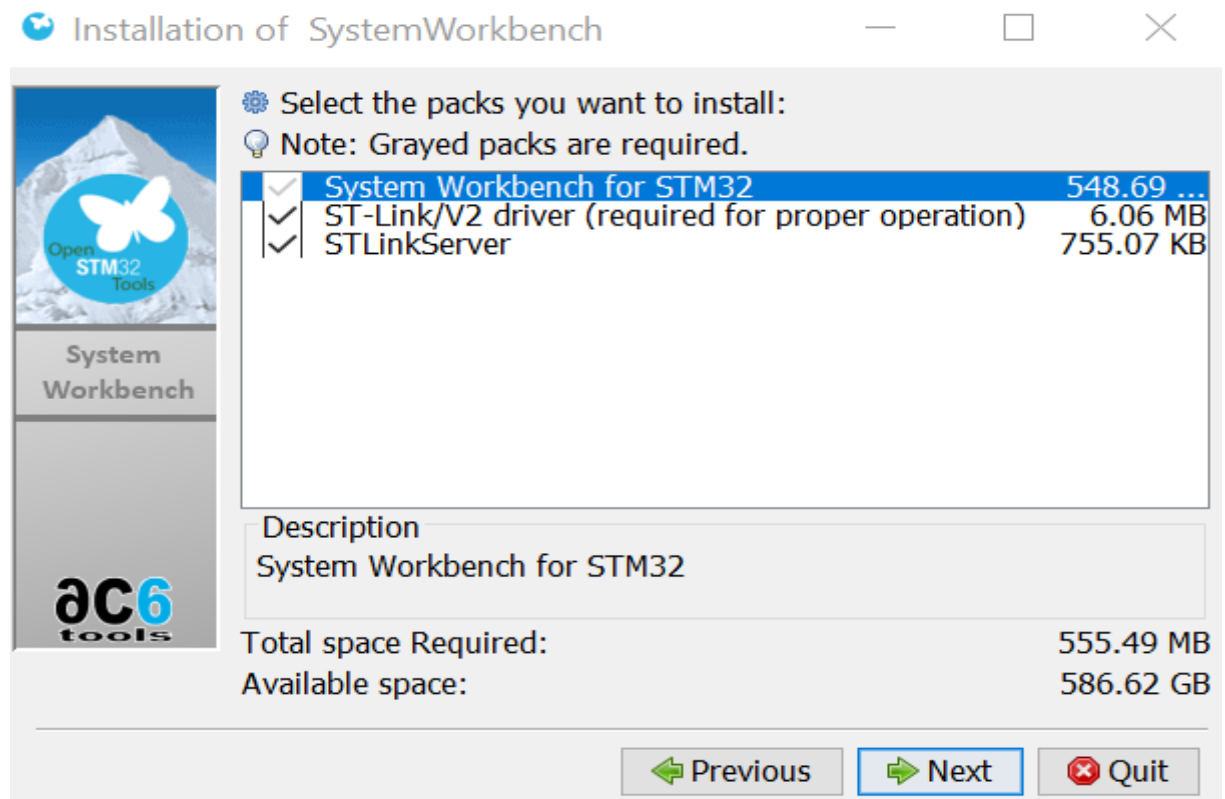 Installation of SystemWorkbench
Select the packs you want to install:
Note: Grayed packs are required.
System Workbench for STM32 548.69 ...
ST-Link/V2 driver (required for proper operation) 6.06 MB
STLinkServer 755.07 KB
Open
STM32
Tools
System
Workbench
ac6
tools
Description
System Workbench for STM32
Total space Required: 555.49 MB
Available space: 586.62 GB
Previous Next Quit